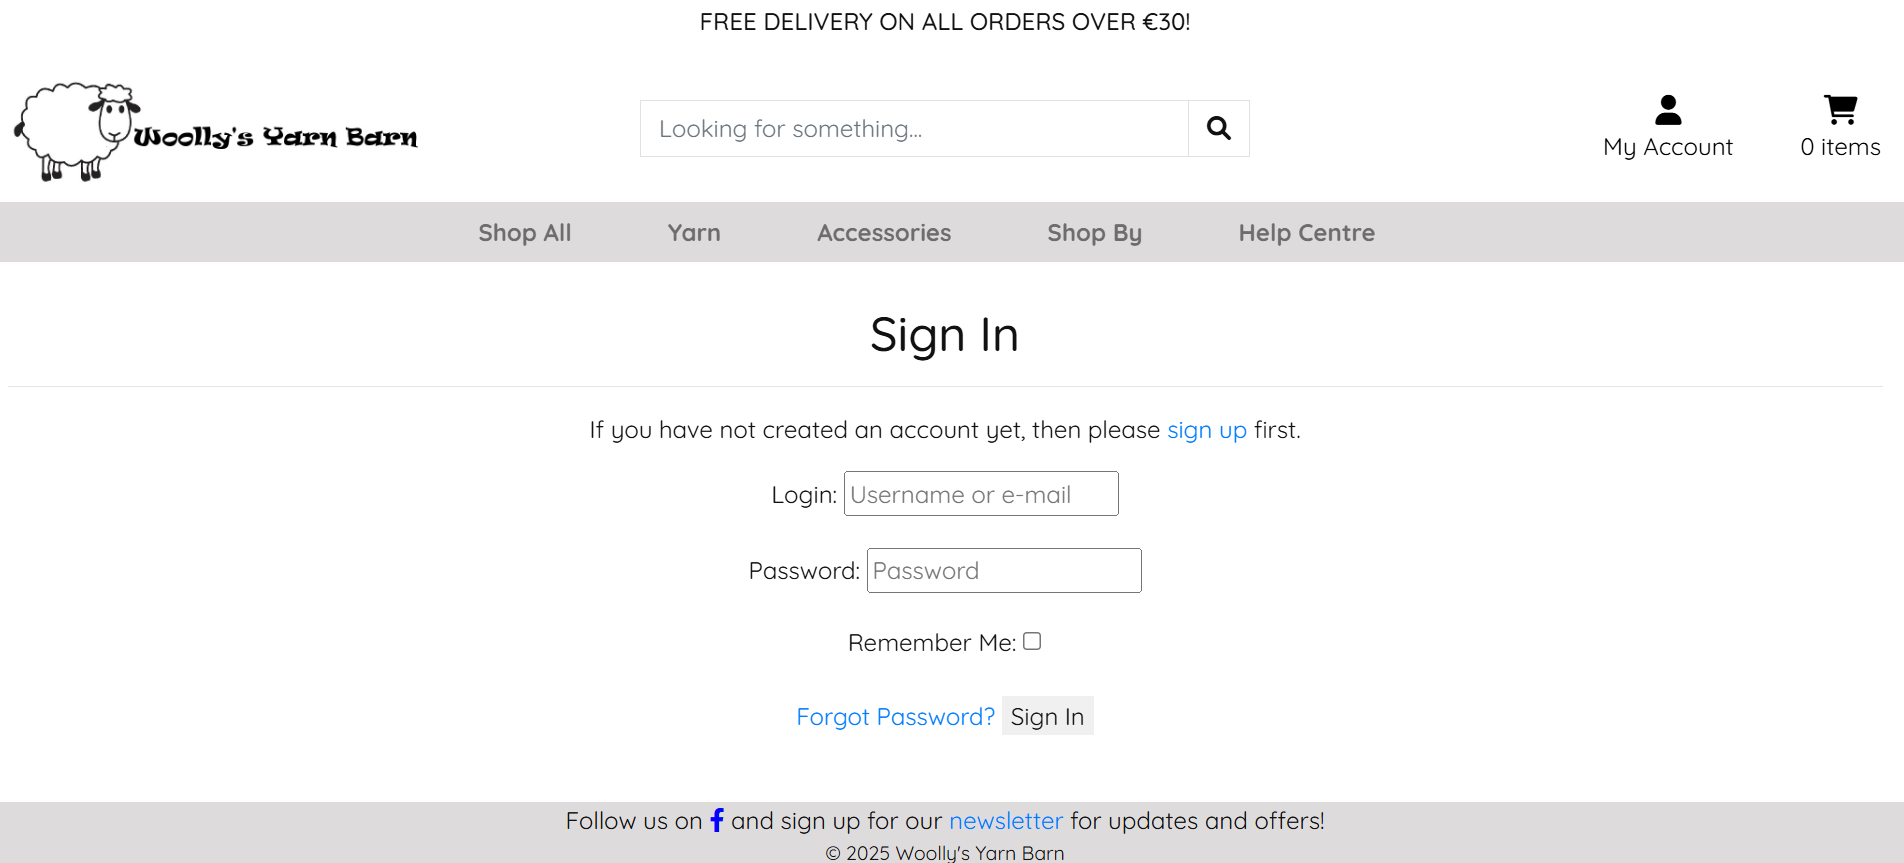 FREE DELIVERY ON ALL ORDERS OVER €30!
Woolly's Yarn Barn
Looking for something...
My Account
0 items
Shop All
Yarn
Accessories
Shop By
Help Centre
Sign In
If you have not created an account yet, then please sign up first.
Login: Username or e-mail
Password: Password
Remember Me:
Forgot Password? Sign In
Follow us on f and sign up for our newsletter for updates and offers!
© 2025 Woolly's Yarn Barn